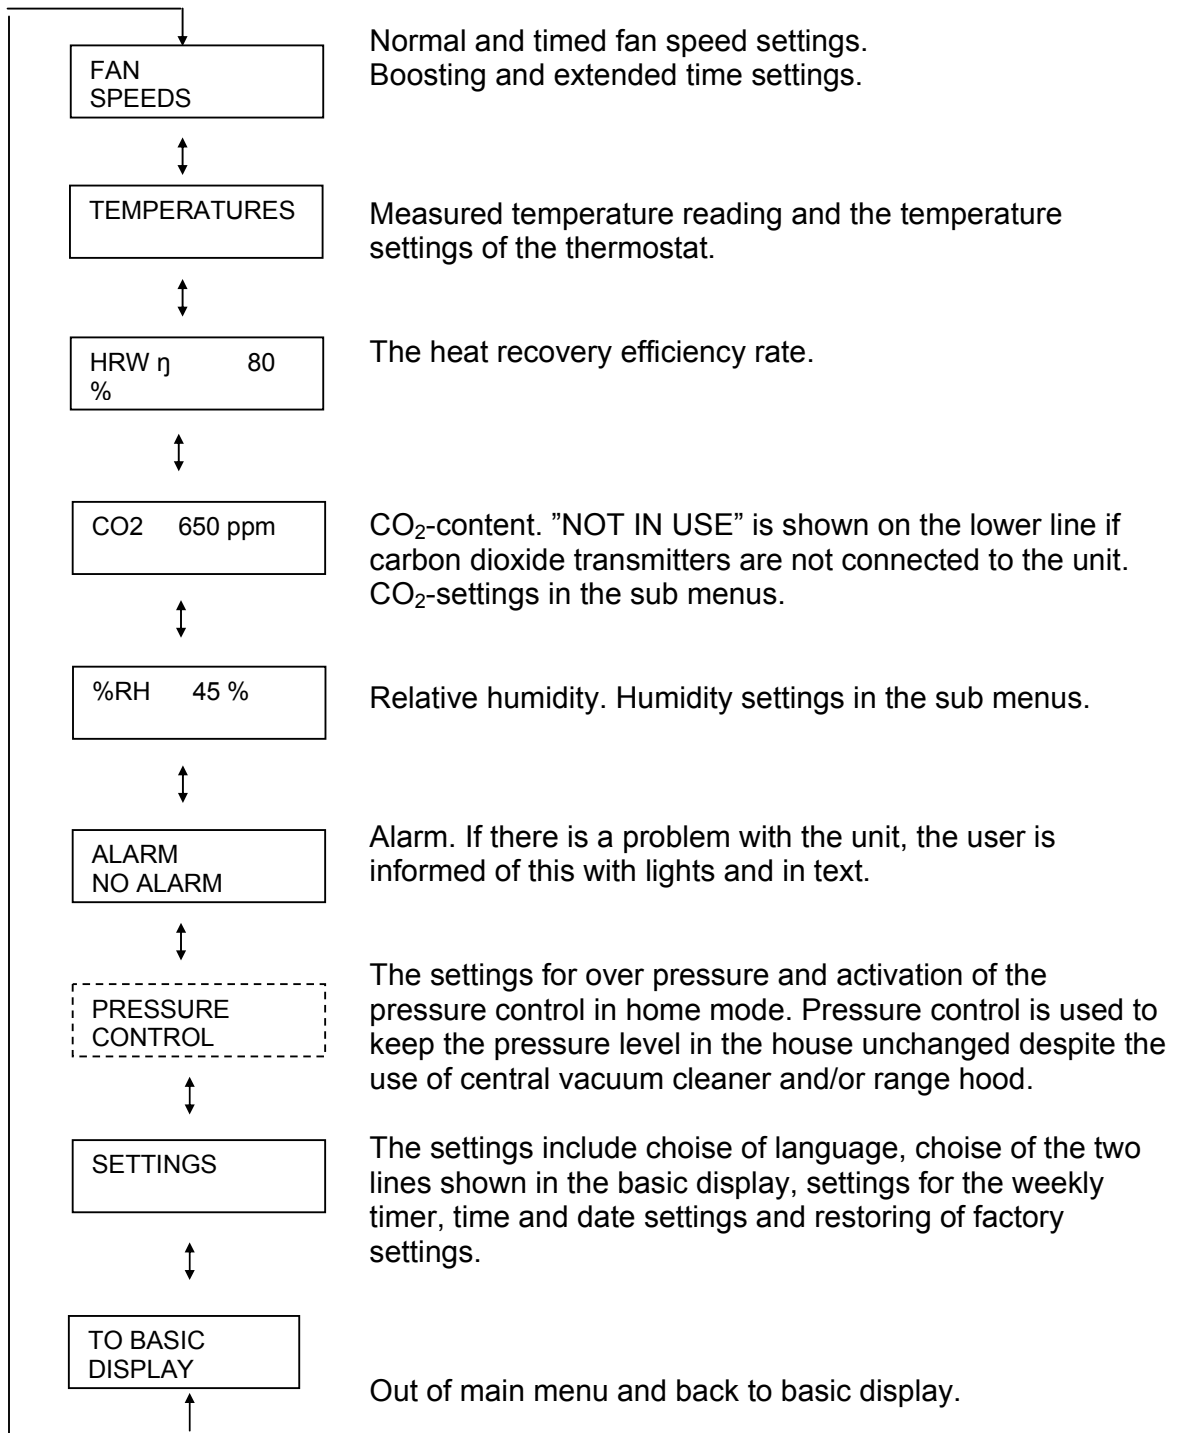 FAN
SPEEDS
Normal and timed fan speed settings.
Boosting and extended time settings.
TEMPERATURES
Measured temperature reading and the temperature
settings of the thermostat.
HRW ŋ 80
%
The heat recovery efficiency rate.
CO2 650 ppm
CO₂-content. ”NOT IN USE” is shown on the lower line if
carbon dioxide transmitters are not connected to the unit.
CO₂-settings in the sub menus.
%RH 45 %
Relative humidity. Humidity settings in the sub menus.
ALARM
NO ALARM
Alarm. If there is a problem with the unit, the user is
informed of this with lights and in text.
PRESSURE
CONTROL
The settings for over pressure and activation of the
pressure control in home mode. Pressure control is used to
keep the pressure level in the house unchanged despite the
use of central vacuum cleaner and/or range hood.
SETTINGS
The settings include choise of language, choise of the two
lines shown in the basic display, settings for the weekly
timer, time and date settings and restoring of factory
settings.
TO BASIC
DISPLAY
Out of main menu and back to basic display.